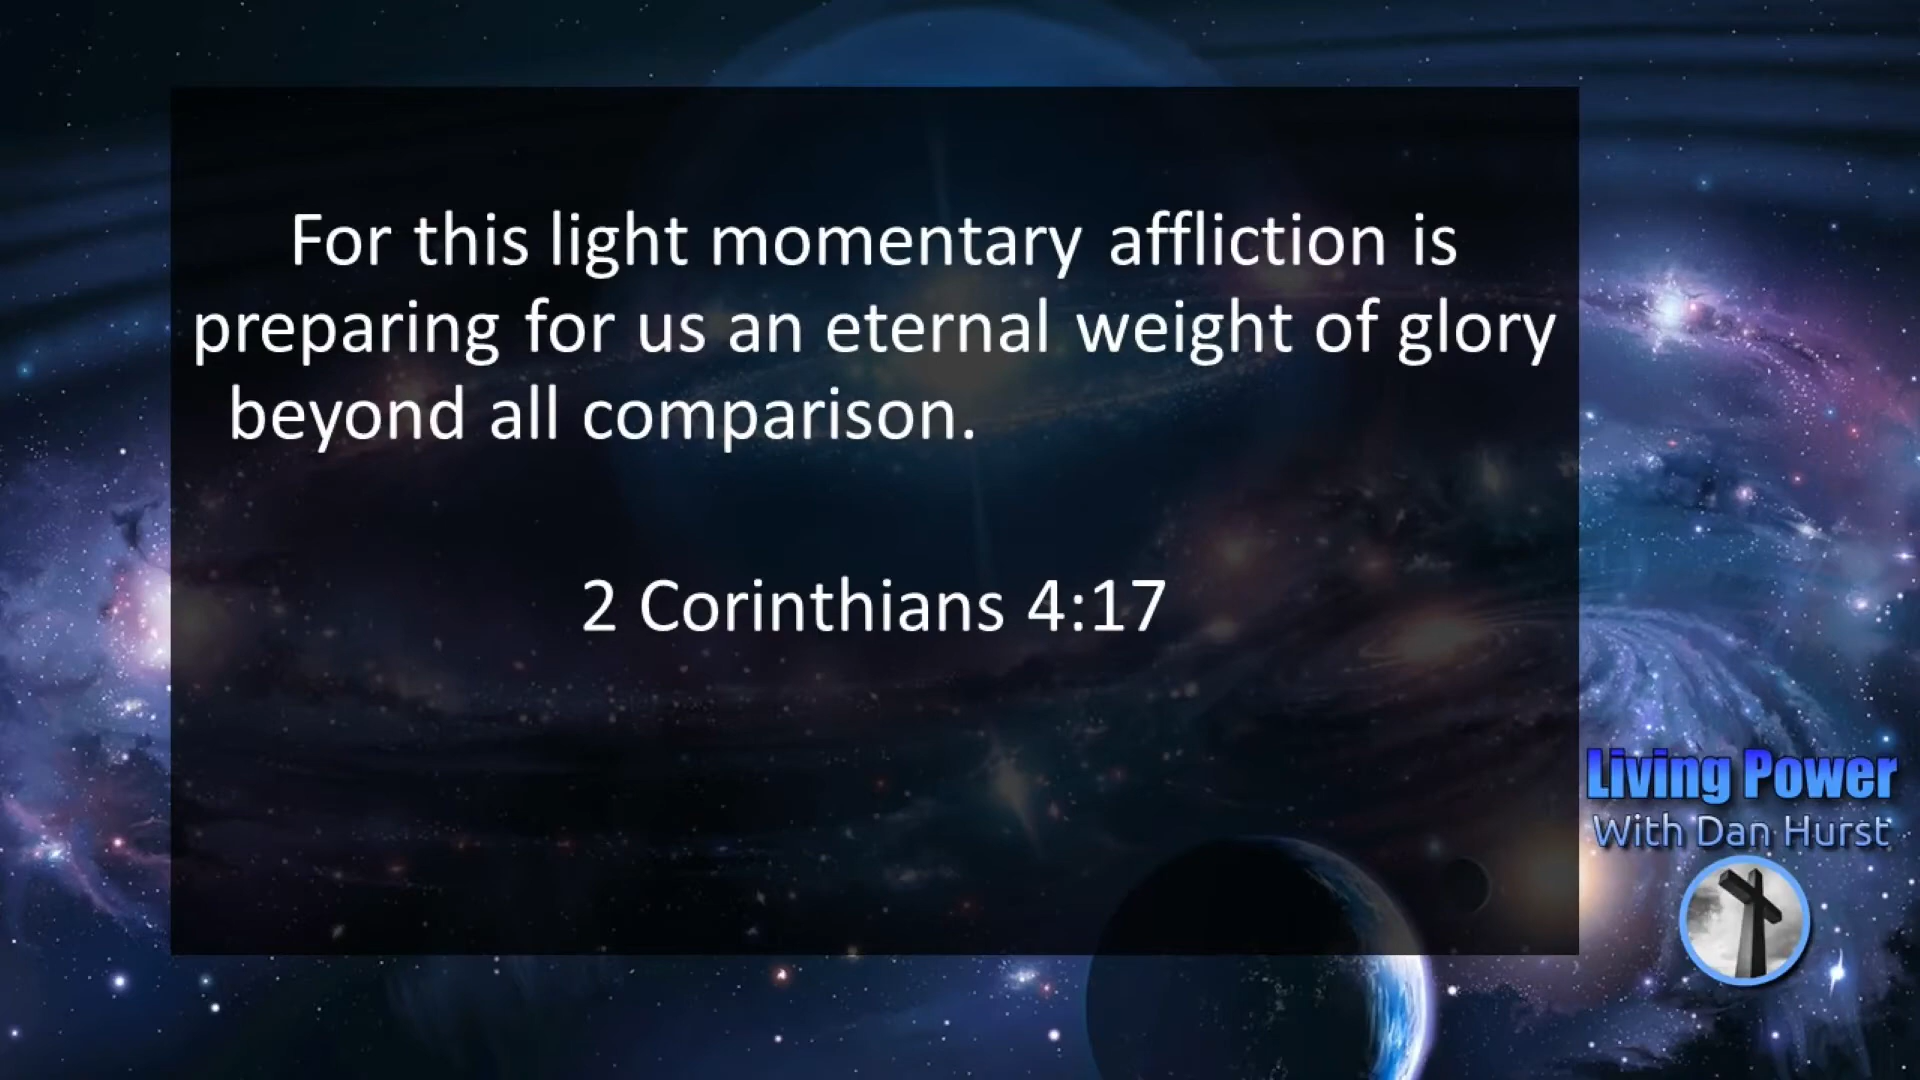 For this light momentary affliction is
preparing for us an eternal weight of glory
beyond all comparison.
2 Corinthians 4:17
Living Power
With Dan Hurst